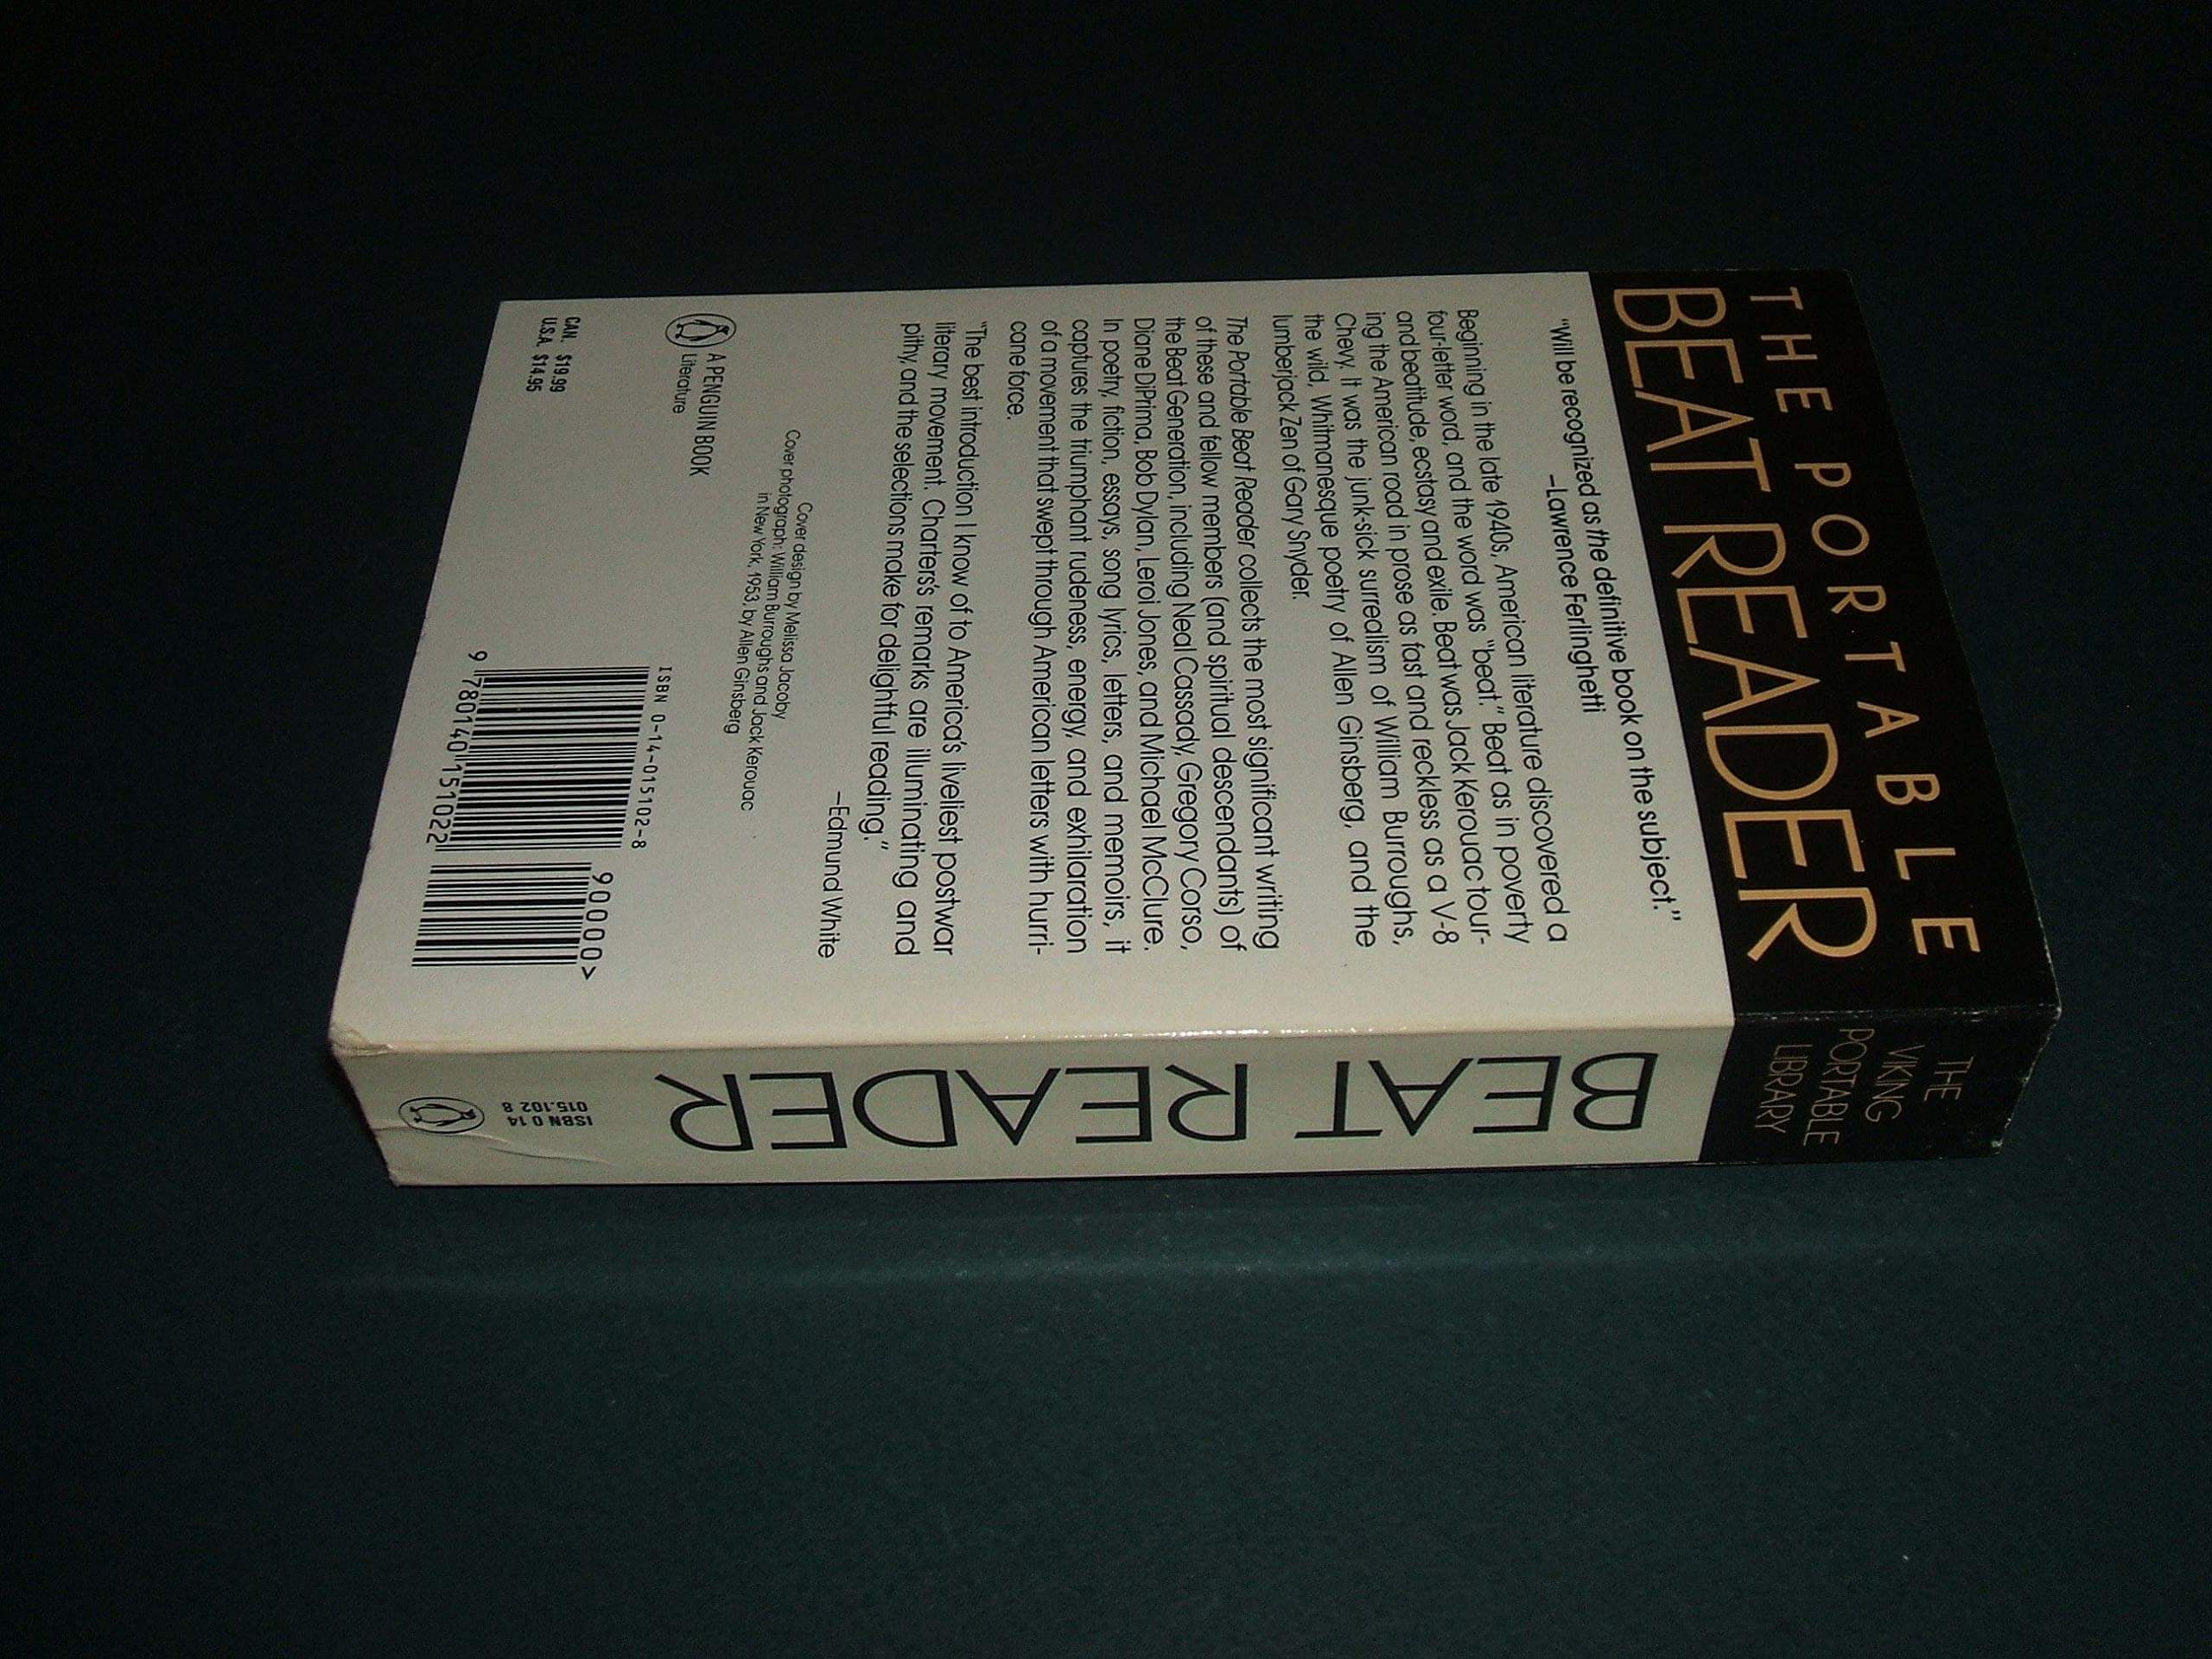 THE PORTABLE
BEAT READER
"Will be recognized as the definitive book on the subject."
—Lawrence Ferlinghetti
Beginning in the late 1940s, American literature discovered a
four-letter word, and the word was "beat." Beat as in poverty
and beatitude, ecstasy and exile. Beat was Jack Kerouac tour-
ing the American road in prose as fast and reckless as a V-8
Chevy. It was the junk-sick surrealism of William Burroughs,
the wild, Whitmanesque poetry of Allen Ginsberg, and the
lumberjack Zen of Gary Snyder.
The Portable Beat Reader collects the most significant writing
of these and fellow members (and spiritual descendants) of
the Beat Generation, including Neal Cassady, Gregory Corso,
Diane DiPrima, Bob Dylan, Leroi Jones, and Michael McClure.
In poetry, fiction, essays, song lyrics, letters, and memoirs, it
captures the triumphant rudeness, energy, and exhilaration
of a movement that swept through American letters with hurri-
cane force.
"The best introduction I know of to America's liveliest postwar
literary movement. Charters's remarks are illuminating and
pithy, and the selections make for delightful reading."
—Edmund White
Cover design by Melissa Jacoby
Cover photograph: William Burroughs and Jack Kerouac
in New York, 1953, by Allen Ginsberg
A PENGUIN BOOK
Literature
CAN. $19.99
U.S.A. $14.95
ISBN 0-14-015102-8
90000>
9 780140 151022
THE
VIKING
PORTABLE
LIBRARY
BEAT READER
ISBN 0 14
015.102 8